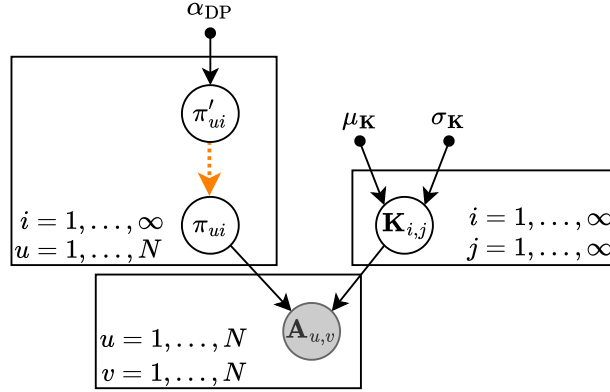 α_DP
π′_ui
μ_𝐊 σ_𝐊
i = 1, …, ∞
u = 1, …, N
π_ui
𝐊_i,j
i = 1, …, ∞
j = 1, …, ∞
𝐀_u,v
u = 1, …, N
v = 1, …, N